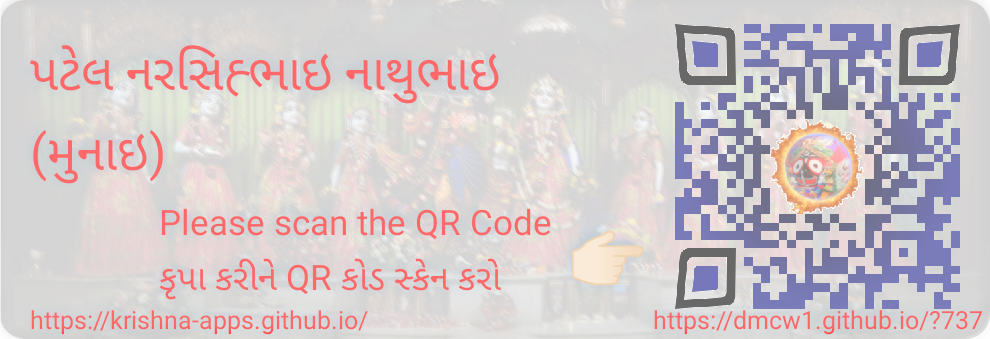 પટેલ નરસિહ્ભાઇ નાથુભાઇ
(મુનાઇ)
Please scan the QR Code
કૃપા કરીને QR કોડ સ્કેન કરો
https://krishna-apps.github.io/
https://dmcw1.github.io/?737